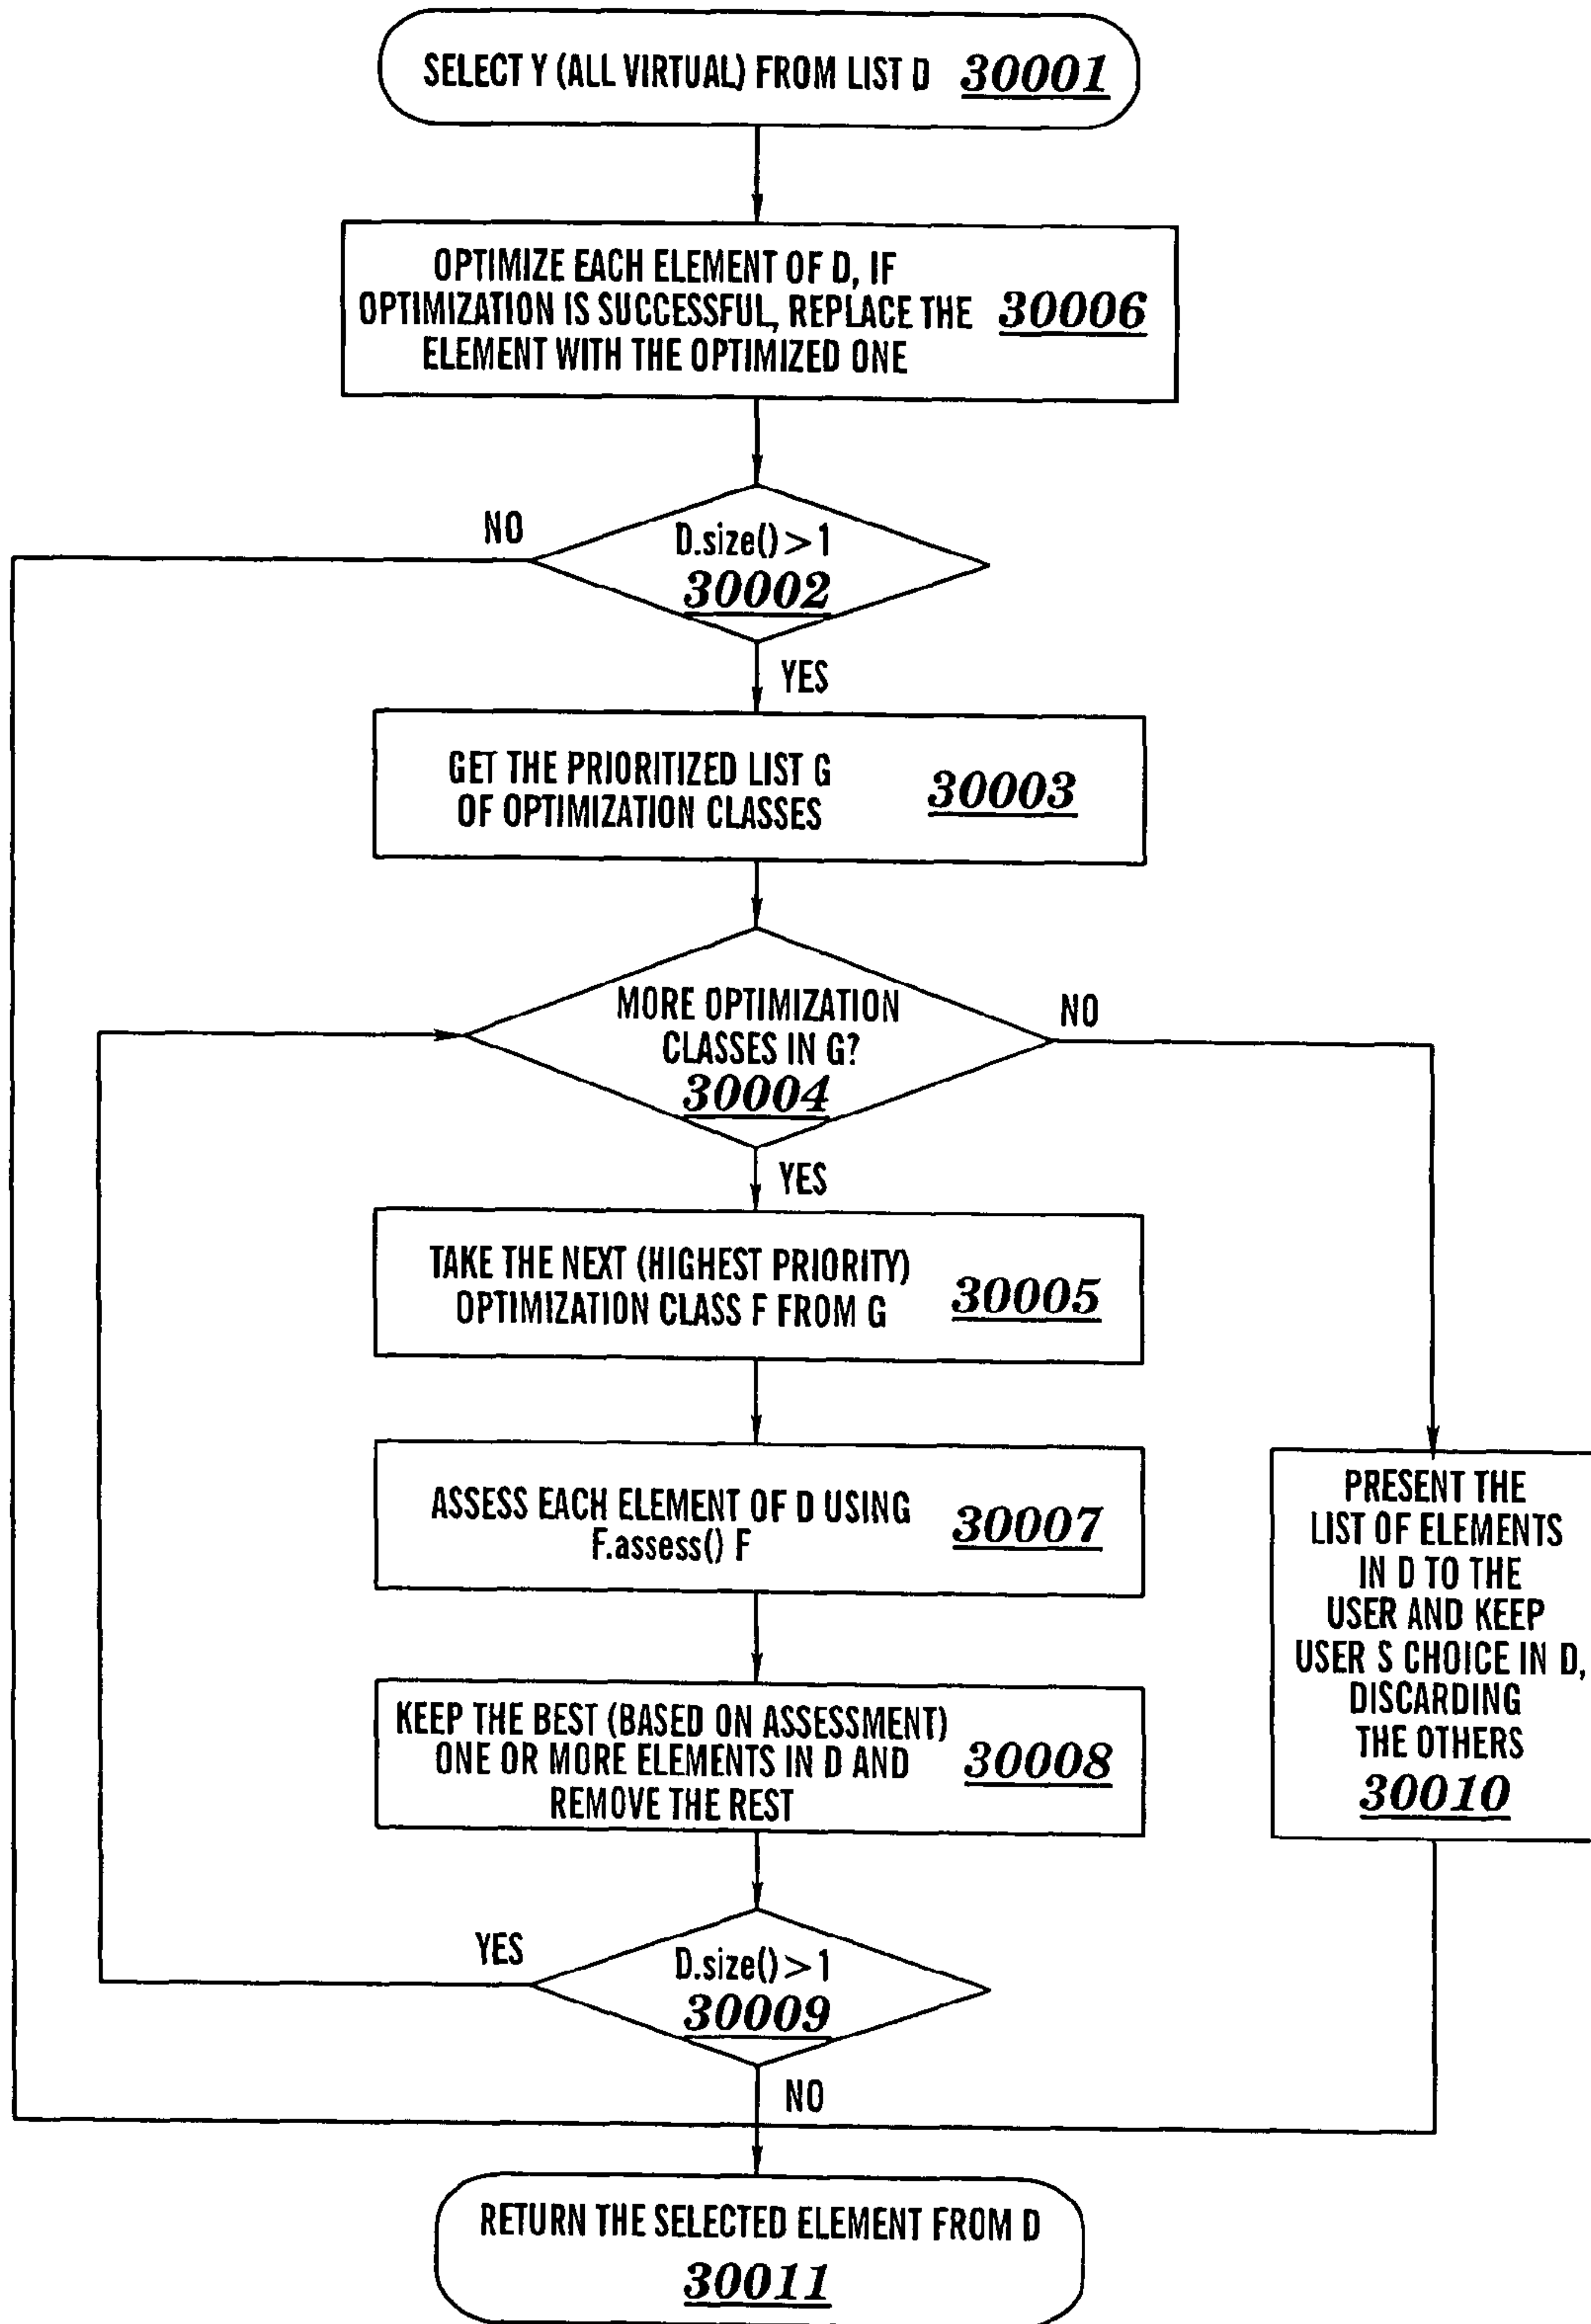 SELECT Y (ALL VIRTUAL) FROM LIST D 30001
OPTIMIZE EACH ELEMENT OF D, IF
OPTIMIZATION IS SUCCESSFUL, REPLACE THE 30006
ELEMENT WITH THE OPTIMIZED ONE
NO
D.size() > 1
30002
YES
GET THE PRIORITIZED LIST G
OF OPTIMIZATION CLASSES
30003
MORE OPTIMIZATION
CLASSES IN G?
30004
NO
YES
TAKE THE NEXT (HIGHEST PRIORITY)
OPTIMIZATION CLASS F FROM G
30005
ASSESS EACH ELEMENT OF D USING
F.assess() F
30007
KEEP THE BEST (BASED ON ASSESSMENT)
ONE OR MORE ELEMENTS IN D AND
REMOVE THE REST
30008
PRESENT THE
LIST OF ELEMENTS
IN D TO THE
USER AND KEEP
USER S CHOICE IN D,
DISCARDING
THE OTHERS
30010
YES
D.size() > 1
30009
NO
RETURN THE SELECTED ELEMENT FROM D
30011